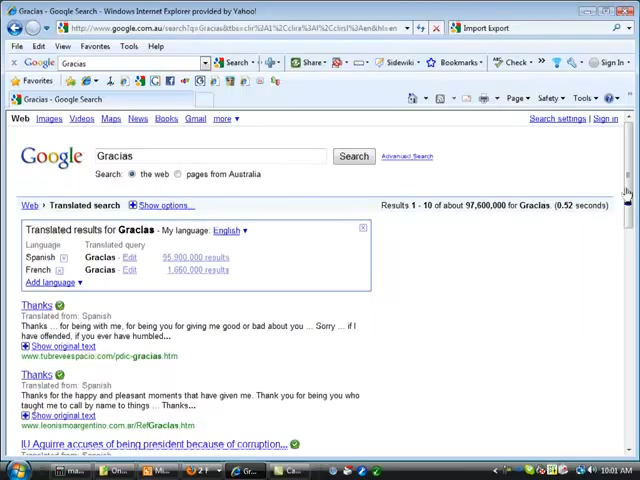 Gracias - Google Search - Windows Internet Explorer provided by Yahoo!
Import Export
File Edit View Favorites Tools Help
Google Gracias Search Share Sidewiki Bookmarks Check Sign In
Favorites
Gracias - Google Search
Page Safety Tools
Web Images Videos Maps News Books Gmail more
Search settings | Sign in
Google Gracias Search Advanced Search
Search: the web pages from Australia
Web › Translated search Show options...
Results 1 - 10 of about 97,600,000 for Gracias. (0.52 seconds)
Translated results for Gracias - My language: English
Language Translated query
Spanish Gracias - Edit 95,900,000 results
French Gracias - Edit 1,660,000 results
Add language
Thanks
Translated from: Spanish
Thanks ... for being with me, for being you for giving me good or bad about you ... Sorry ... if I
have offended, if you ever have humbled...
Show original text
www.tubreveespacio.com/pdic-gracias.htm
Thanks
Translated from: Spanish
Thanks for the happy and pleasant moments that have given me. Thank you for being you who
taught me to call by name to things ... Thanks...
Show original text
www.leonismoargentino.com.ar/RefGracias.htm
IU Aguirre accuses of being president because of corruption...
Translated from: Spanish
10:01 AM